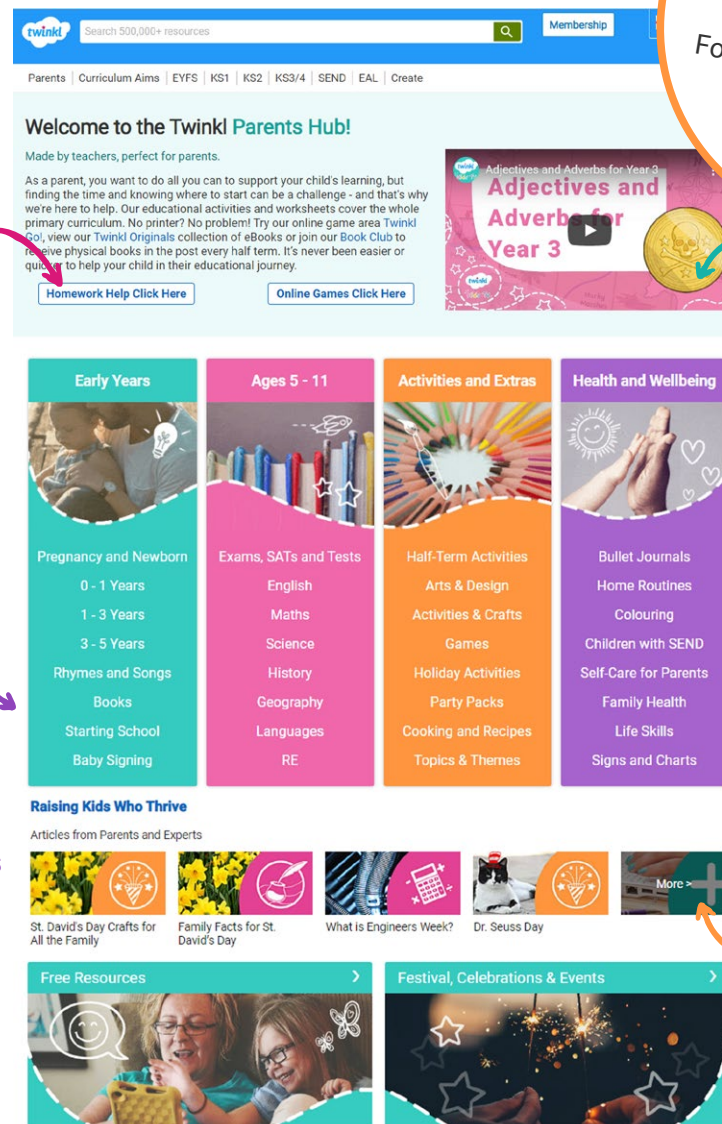 twinkl
Search 500,000+ resources
Membership
Fo
Parents | Curriculum Aims | EYFS | KS1 | KS2 | KS3/4 | SEND | EAL | Create
Welcome to the Twinkl Parents Hub!
Made by teachers, perfect for parents.
As a parent, you want to do all you can to support your child's learning, but
finding the time and knowing where to start can be a challenge - and that's why
we're here to help. Our educational activities and worksheets cover the whole
primary curriculum. No printer? No problem! Try our online game area Twinkl
Go!, view our Twinkl Originals collection of eBooks or join our Book Club to
receive physical books in the post every half term. It's never been easier or
quicker to help your child in their educational journey.
Homework Help Click Here
Online Games Click Here
Adjectives and Adverbs for Year 3
Adjectives and
Adverbs for
Year 3
twinkl
Early Years
Pregnancy and Newborn
0 - 1 Years
1 - 3 Years
3 - 5 Years
Rhymes and Songs
Books
Starting School
Baby Signing
Ages 5 - 11
Exams, SATs and Tests
English
Maths
Science
History
Geography
Languages
RE
Activities and Extras
Half-Term Activities
Arts & Design
Activities & Crafts
Games
Holiday Activities
Party Packs
Cooking and Recipes
Topics & Themes
Health and Wellbeing
Bullet Journals
Home Routines
Colouring
Children with SEND
Self-Care for Parents
Family Health
Life Skills
Signs and Charts
Raising Kids Who Thrive
Articles from Parents and Experts
s
St. David's Day Crafts for
All the Family
Family Facts for St.
David's Day
What is Engineers Week?
Dr. Seuss Day
More >
Free Resources
Festival, Celebrations & Events